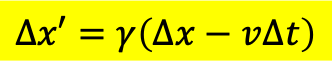 Δx′ = γ(Δx − vΔt)